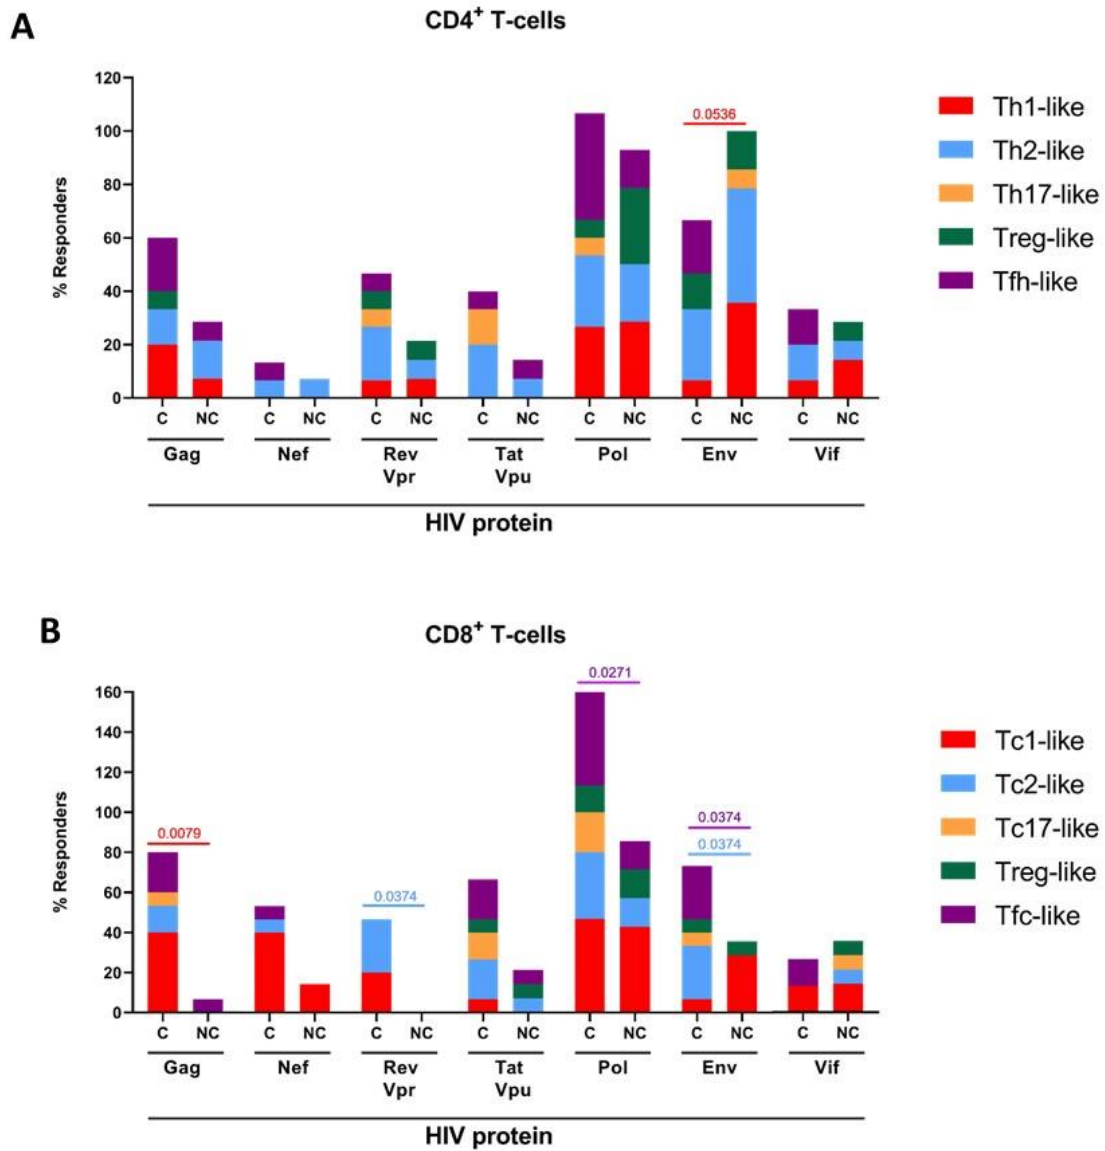 A
CD4+ T-cells
% Responders
120
100
80
60
40
20
0
0.0536
C NC C NC C NC C NC C NC C NC C NC
Gag Nef Rev Tat Pol Env Vif
Vpr Vpu
HIV protein
Th1-like
Th2-like
Th17-like
Treg-like
Tfh-like
B
CD8+ T-cells
% Responders
160
140
120
100
80
60
40
20
0
0.0079
0.0374
0.0271
0.0374
0.0374
C NC C NC C NC C NC C NC C NC C NC
Gag Nef Rev Tat Pol Env Vif
Vpr Vpu
HIV protein
Tc1-like
Tc2-like
Tc17-like
Treg-like
Tfc-like